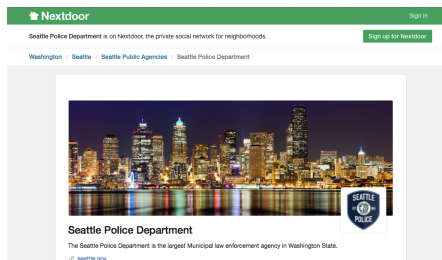 Nextdoor
Sign in
Seattle Police Department is on Nextdoor, the private social network for neighborhoods.
Sign up for Nextdoor
Washington / Seattle / Seattle Public Agencies / Seattle Police Department
SEATTLE
POLICE
Seattle Police Department
The Seattle Police Department is the largest Municipal law enforcement agency in Washington State.
seattle.gov